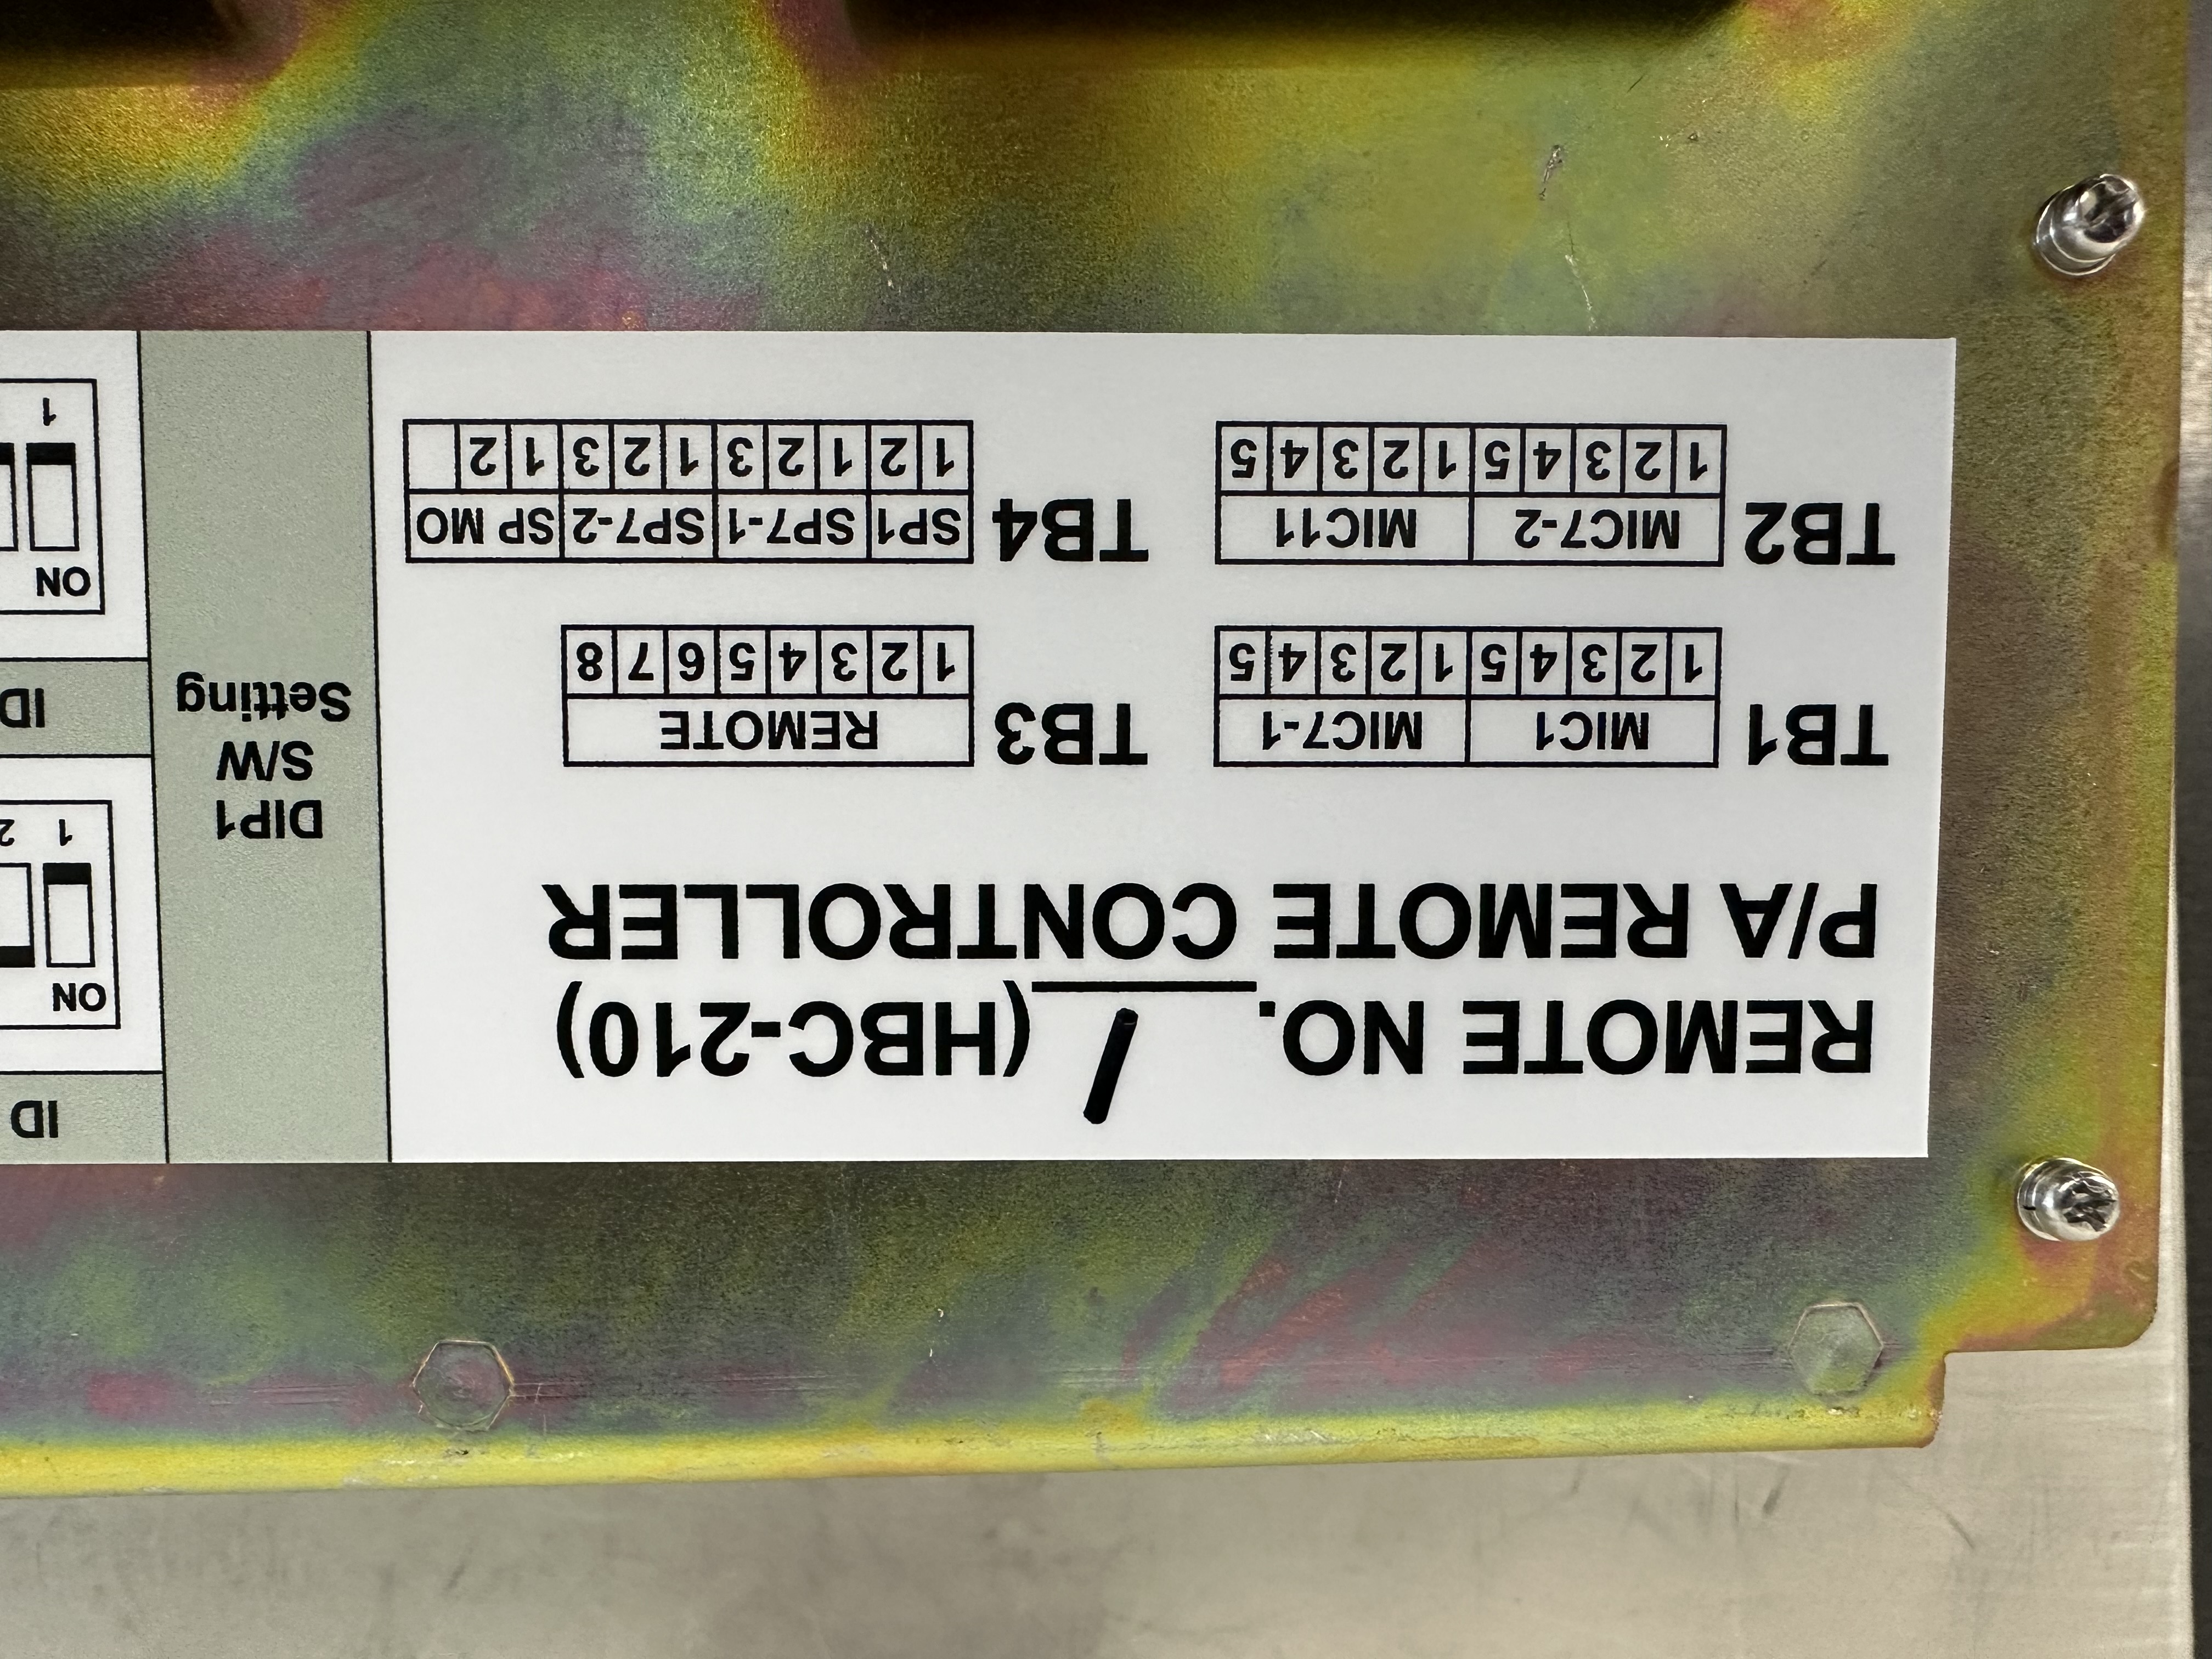 REMOTE NO. 1 (HBC-210)
P/A REMOTE CONTROLLER
TB1
MIC1 MIC7-1
1 2 3 4 5 1 2 3 4 5
TB3
REMOTE
1 2 3 4 5 6 7 8
TB2
MIC7-2 MIC11
1 2 3 4 5 1 2 3 4 5
TB4
SP1 SP7-1 SP7-2 SP MO
1 2 1 2 3 1 2 3 1 2
DIP1
S/W
Setting
ID
ON
1 2
ID
ON
1